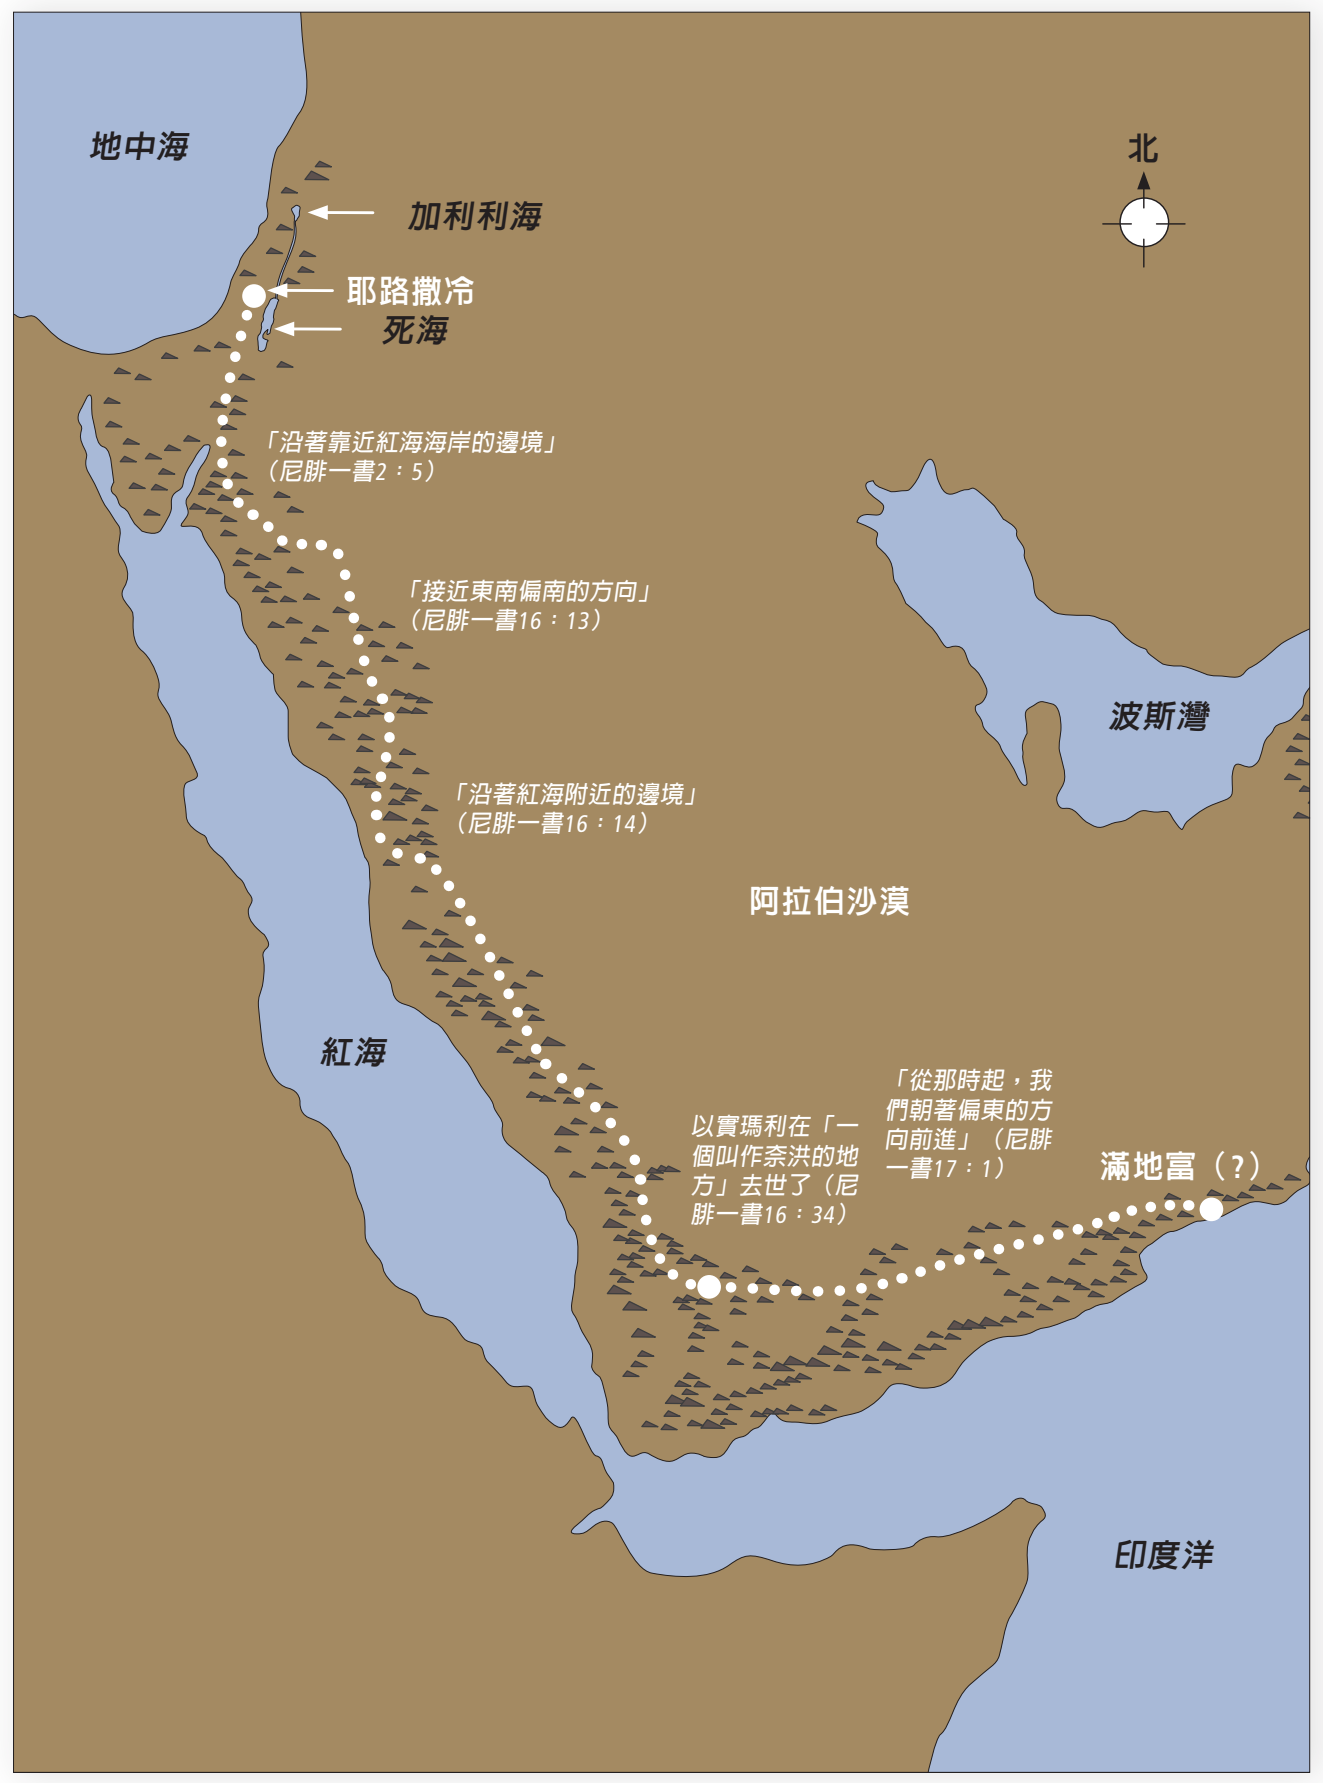 地中海
北
加利利海
耶路撒冷
死海
「沿著靠近紅海海岸的邊境」
（尼腓一書2：5）
「接近東南偏南的方向」
（尼腓一書16：13）
波斯灣
「沿著紅海附近的邊境」
（尼腓一書16：14）
阿拉伯沙漠
紅海
「從那時起，我
們朝著偏東的方
向前進」（尼腓
一書17：1）
以實瑪利在「一
個叫作奈洪的地
方」去世了（尼
腓一書16：34）
滿地富（?）
印度洋